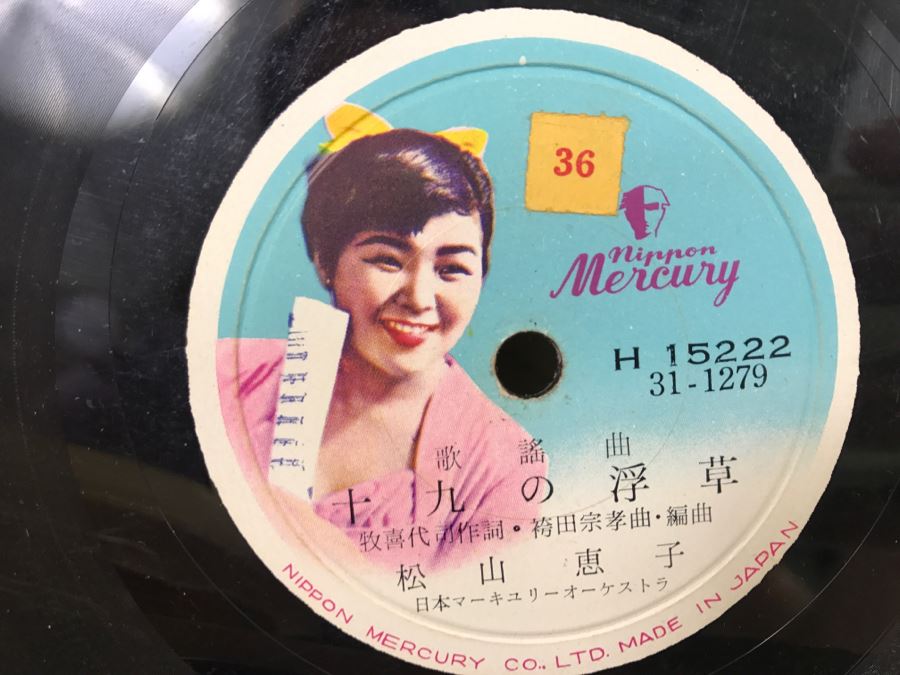 36
Nippon
Mercury
H 15222
31-1279
歌謡曲
十九の浮草
牧喜代司作詞・袴田宗孝曲・編曲
松山恵子
日本マーキユリーオーケストラ
NIPPON MERCURY CO., LTD. MADE IN JAPAN